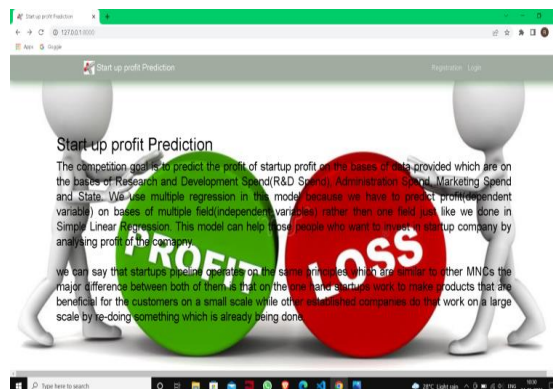 Start up profit Prediction
127.0.0.1:8000
Apps
Google
Start up profit Prediction
Registration
Login
Start up profit Prediction
The competition goal is to predict the profit of startup profit on the bases of data provided which are on
the bases of Research and Development Spend(R&D Spend), Administration Spend, Marketing Spend
and State. We use multiple regression in this model because we have to predict profit(dependent
variable) on bases of multiple field(independent variables) rather then one field just like we done in
Simple Linear Regression. This model can help those people who want to invest in startup company by
analysing profit of the comapny.
PROFIT
LOSS
we can say that startups pipeline operates on the same principles which are similar to other MNCs the
major difference between both of them is that on the one hand startups work to make products that are
beneficial for the customers on a small scale while other established companies do that work on a large
scale by re-doing something which is already being done.
Type here to search
28°C Light rain
ENG